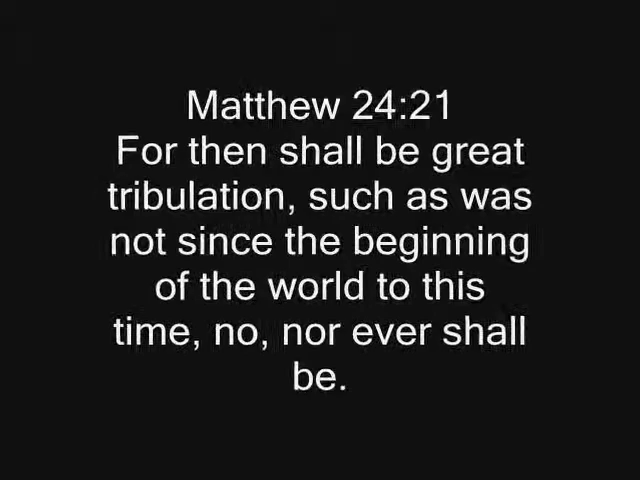 Matthew 24:21
For then shall be great
tribulation, such as was
not since the beginning
of the world to this
time, no, nor ever shall
be.